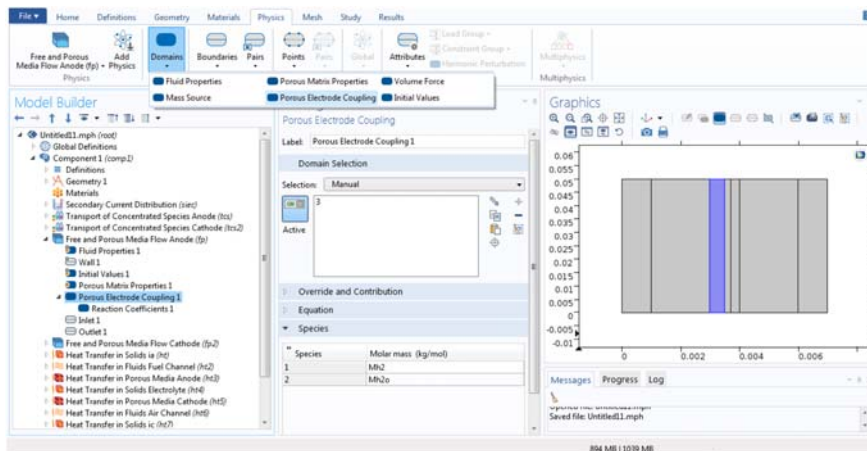 File Home Definitions Geometry Materials Physics Mesh Study Results
Free and Porous Media Flow Anode (fp)
Add Physics
Domains Boundaries Pairs Points Pairs Global Attributes
Load Group
Constraint Group
Harmonic Perturbation
Multiphysics
Physics Multiphysics
Fluid Properties Porous Matrix Properties Volume Force
Mass Source Porous Electrode Coupling Initial Values
Model Builder
Untitled11.mph (root)
Global Definitions
Component 1 (comp1)
Definitions
Geometry 1
Materials
Secondary Current Distribution (siec)
Transport of Concentrated Species Anode (tcs)
Transport of Concentrated Species Cathode (tcs2)
Free and Porous Media Flow Anode (fp)
Fluid Properties 1
Wall 1
Initial Values 1
Porous Matrix Properties 1
Porous Electrode Coupling 1
Reaction Coefficients 1
Inlet 1
Outlet 1
Free and Porous Media Flow Cathode (fp2)
Heat Transfer in Solids ia (ht)
Heat Transfer in Fluids Fuel Channel (ht2)
Heat Transfer in Porous Media Anode (ht3)
Heat Transfer in Solids Electrolyte (ht4)
Heat Transfer in Porous Media Cathode (ht5)
Heat Transfer in Fluids Air Channel (ht6)
Heat Transfer in Solids ic (ht7)
Porous Electrode Coupling
Label: Porous Electrode Coupling 1
Domain Selection
Selection: Manual
3
Active
Override and Contribution
Equation
Species
Species Molar mass (kg/mol)
1 Mh2
2 Mh2o
Graphics
0.06
0.055
0.05
0.045
0.04
0.035
0.03
0.025
0.02
0.015
0.01
0.005
0
-0.005
-0.01
0 0.002 0.004 0.006
Messages Progress Log
Opened file: Untitled11.mph
Saved file: Untitled11.mph
894 MB | 1039 MB